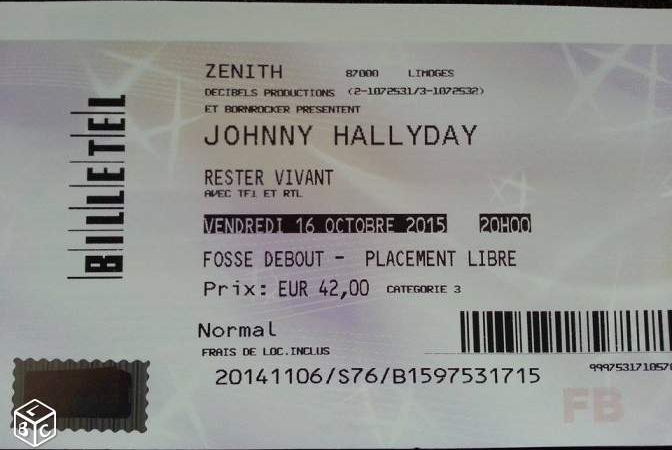 BILLETEL
ZENITH 87000 LIMOGES
DECIBELS PRODUCTIONS (2-1072531/3-1072532)
ET BORNROCKER PRESENTENT
JOHNNY HALLYDAY
RESTER VIVANT
AVEC TF1 ET RTL
VENDREDI 16 OCTOBRE 2015 20H00
FOSSE DEBOUT - PLACEMENT LIBRE
Prix: EUR 42,00 CATEGORIE 3
Normal
FRAIS DE LOC.INCLUS
20141106/S76/B1597531715
FB
LBC